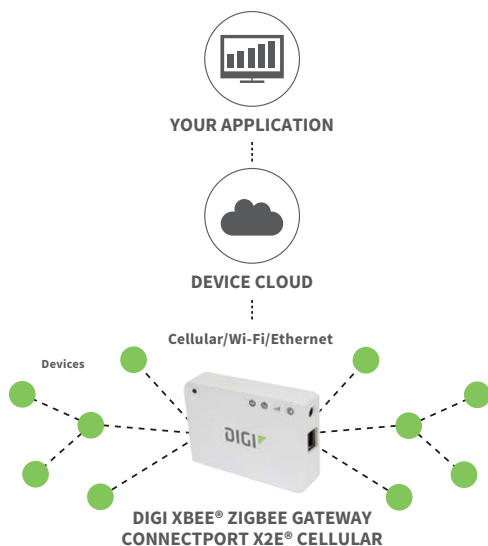 YOUR APPLICATION
DEVICE CLOUD
Cellular/Wi-Fi/Ethernet
Devices
DIGI
DIGI XBEE® ZIGBEE GATEWAY
CONNECTPORT X2E® CELLULAR